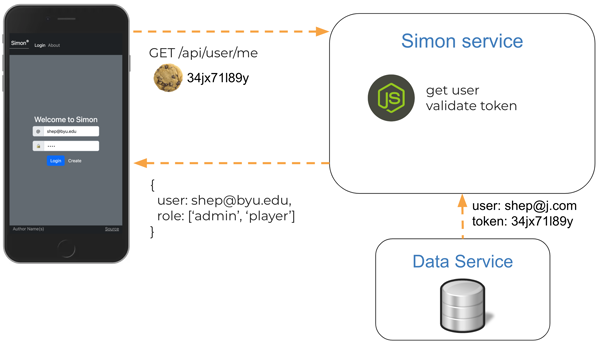 Simon®
Login About
Welcome to Simon
@ shep@byu.edu
••••
Login Create
Author Name(s) Source
GET /api/user/me
34jx71l89y
{
user: shep@byu.edu,
role: [‘admin’, ‘player’]
}
Simon service
JS
get user
validate token
user: shep@j.com
token: 34jx71l89y
Data Service